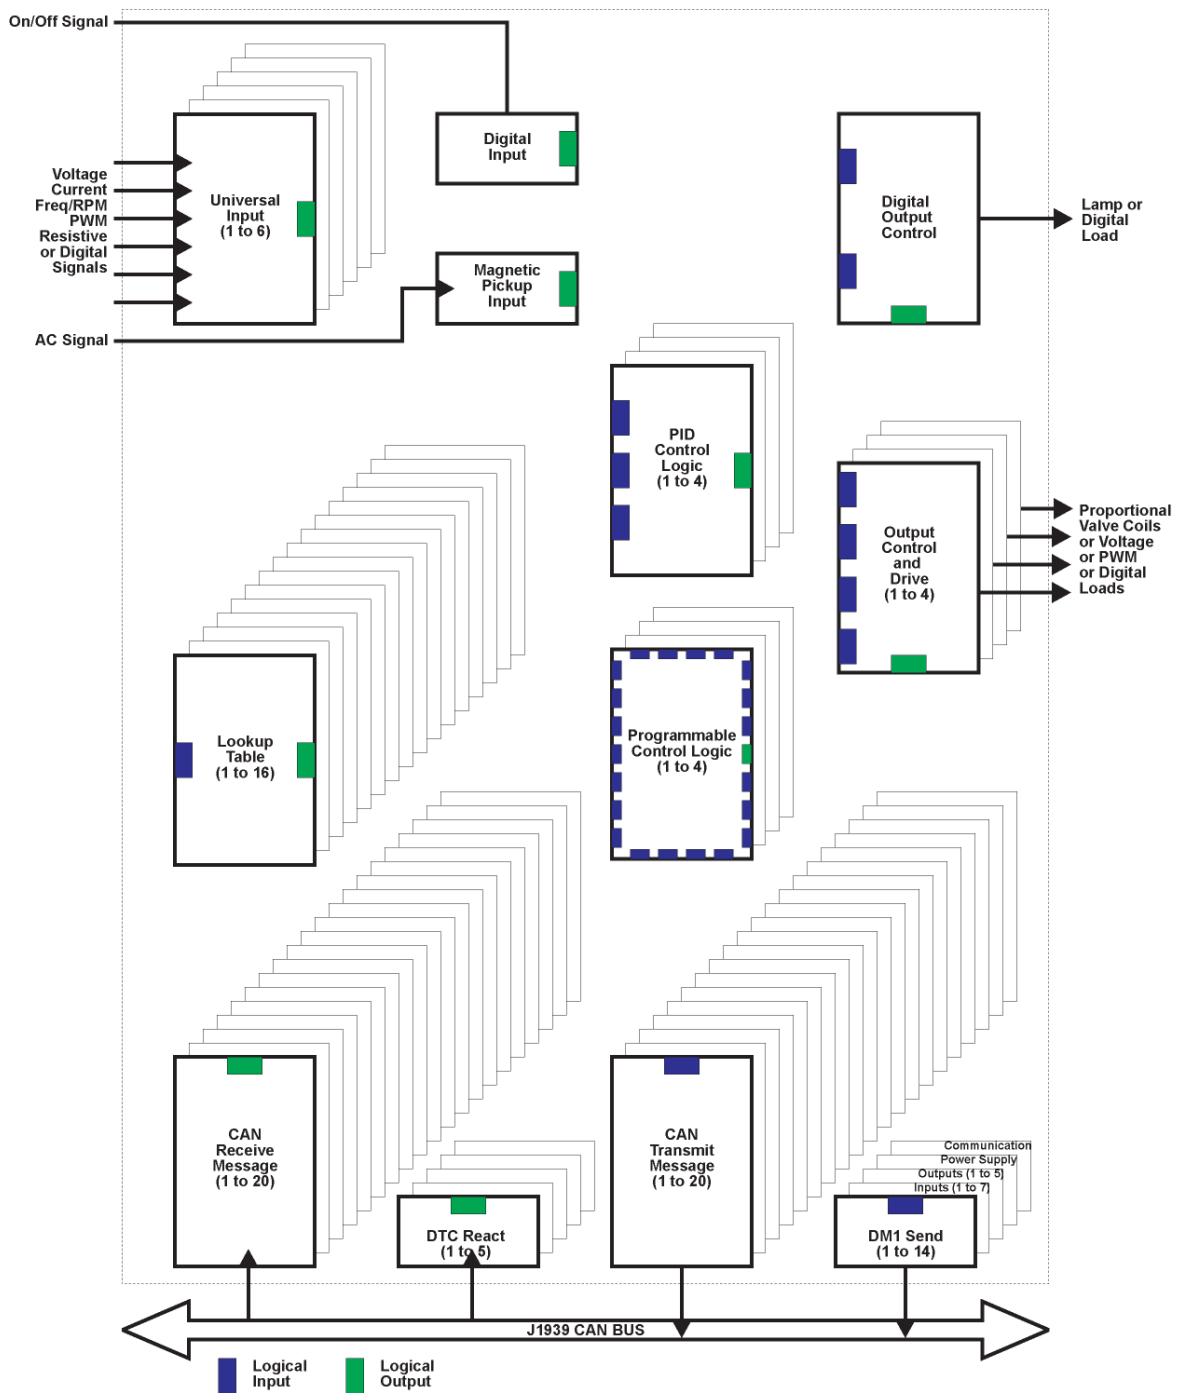 On/Off Signal
Digital
Input
Voltage
Current
Freq/RPM
PWM
Resistive
or Digital
Signals
Universal
Input
(1 to 6)
Magnetic
Pickup
Input
AC Signal
Digital
Output
Control
Lamp or
Digital
Load
PID
Control
Logic
(1 to 4)
Output
Control
and
Drive
(1 to 4)
Proportional
Valve Coils
or Voltage
or PWM
or Digital
Loads
Lookup
Table
(1 to 16)
Programmable
Control Logic
(1 to 4)
CAN
Receive
Message
(1 to 20)
DTC React
(1 to 5)
CAN
Transmit
Message
(1 to 20)
Communication
Power Supply
Outputs (1 to 5)
Inputs (1 to 7)
DM1 Send
(1 to 14)
J1939 CAN BUS
Logical
Input
Logical
Output